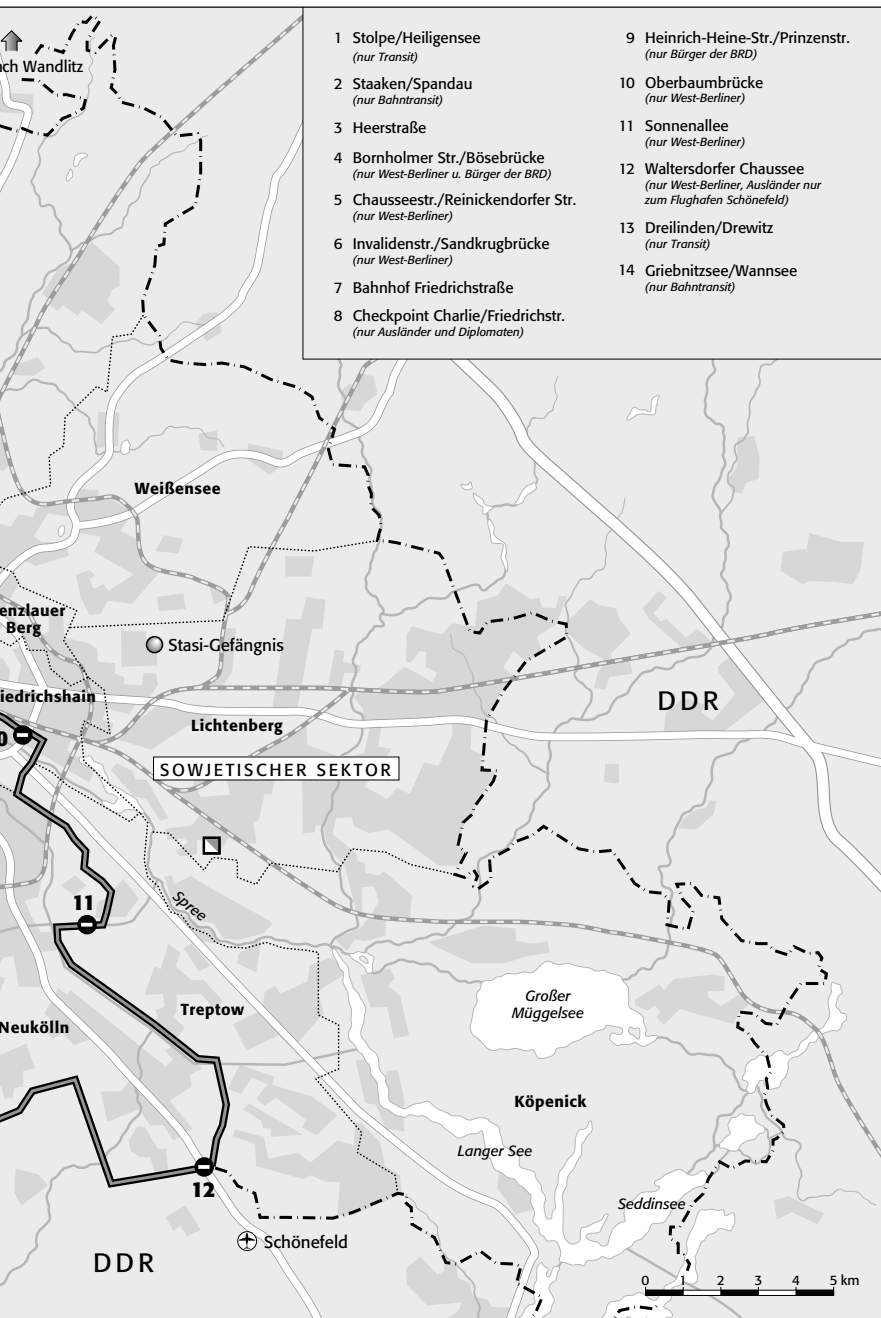 1 Stolpe/Heiligensee
(nur Transit)
2 Staaken/Spandau
(nur Bahntransit)
3 Heerstraße
4 Bornholmer Str./Bösebrücke
(nur West-Berliner u. Bürger der BRD)
5 Chausseestr./Reinickendorfer Str.
(nur West-Berliner)
6 Invalidenstr./Sandkrugbrücke
(nur West-Berliner)
7 Bahnhof Friedrichstraße
8 Checkpoint Charlie/Friedrichstr.
(nur Ausländer und Diplomaten)
9 Heinrich-Heine-Str./Prinzenstr.
(nur Bürger der BRD)
10 Oberbaumbrücke
(nur West-Berliner)
11 Sonnenallee
(nur West-Berliner)
12 Waltersdorfer Chaussee
(nur West-Berliner, Ausländer nur
zum Flughafen Schönefeld)
13 Dreilinden/Drewitz
(nur Transit)
14 Griebnitzsee/Wannsee
(nur Bahntransit)
ch Wandlitz
Weißensee
enzlauer
Berg
Stasi-Gefängnis
iedrichshain
DDR
Lichtenberg
0
SOWJETISCHER SEKTOR
11
Spree
Großer
Müggelsee
Treptow
Neukölln
Köpenick
Langer See
12
Seddinsee
Schönefeld
DDR
0 1 2 3 4 5 km